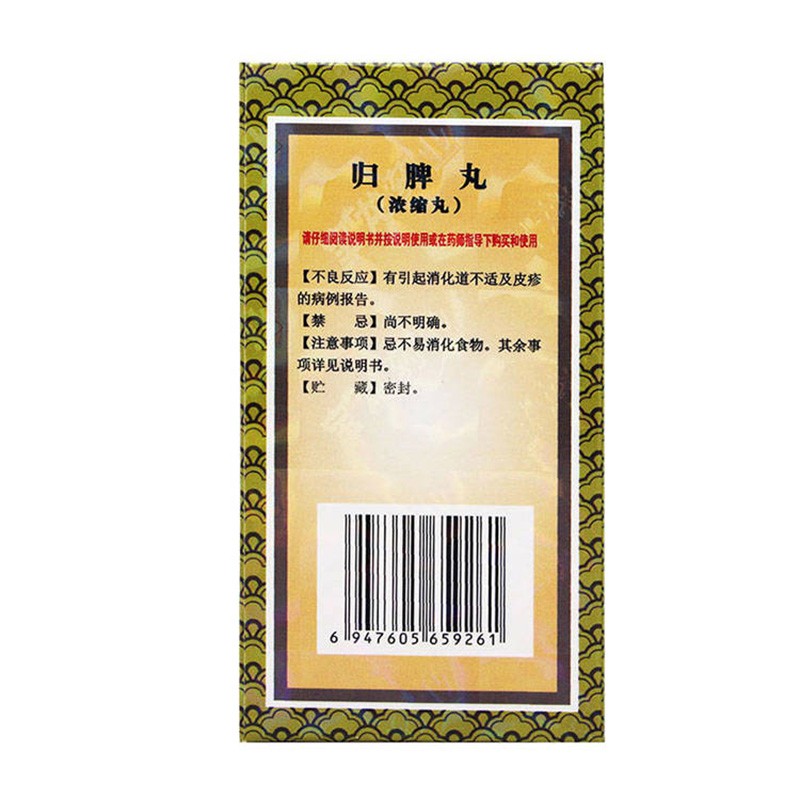 归脾丸
（浓缩丸）
请仔细阅读说明书并按说明使用或在药师指导下购买和使用
【不良反应】有引起消化道不适及皮疹
的病例报告。
【禁　　忌】尚不明确。
【注意事项】忌不易消化食物。其余事
项详见说明书。
【贮　　藏】密封。
6 947605 659261